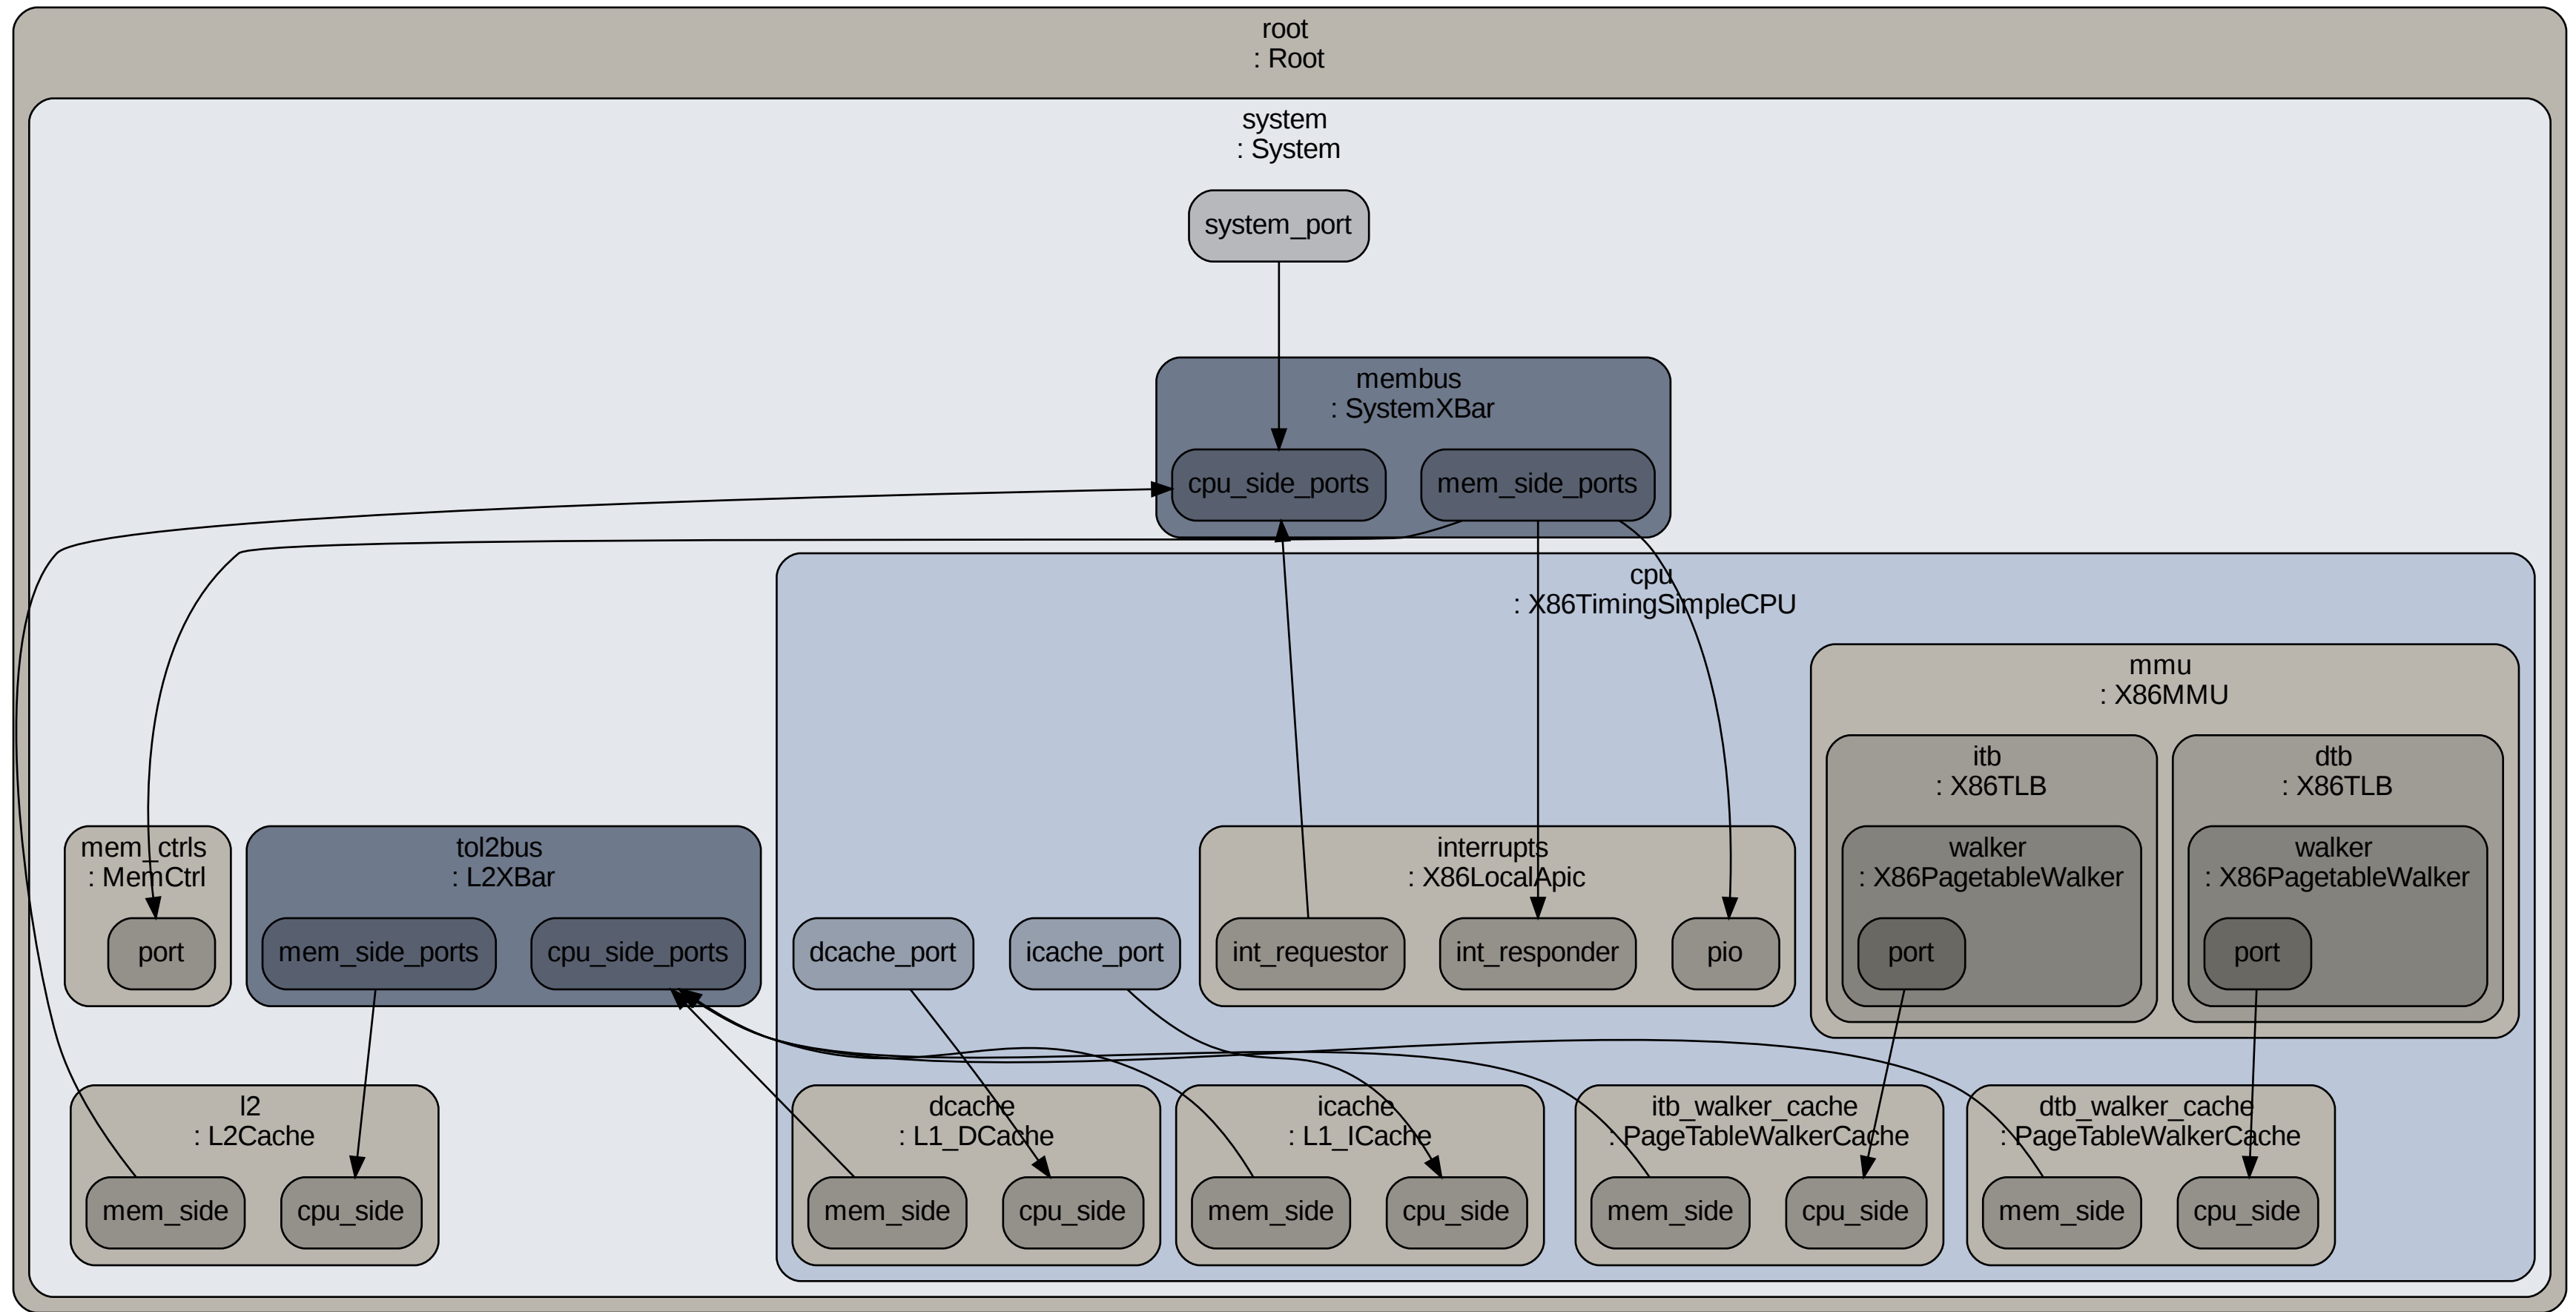 root
: Root
system
: System
system_port
membus
: SystemXBar
cpu_side_ports
mem_side_ports
cpu
: X86TimingSimpleCPU
mmu
: X86MMU
itb
: X86TLB
dtb
: X86TLB
mem_ctrls
: MemCtrl
port
tol2bus
: L2XBar
mem_side_ports
cpu_side_ports
dcache_port
icache_port
interrupts
: X86LocalApic
int_requestor
int_responder
pio
walker
: X86PagetableWalker
port
walker
: X86PagetableWalker
port
l2
: L2Cache
mem_side
cpu_side
dcache
: L1_DCache
mem_side
cpu_side
icache
: L1_ICache
mem_side
cpu_side
itb_walker_cache
: PageTableWalkerCache
mem_side
cpu_side
dtb_walker_cache
: PageTableWalkerCache
mem_side
cpu_side